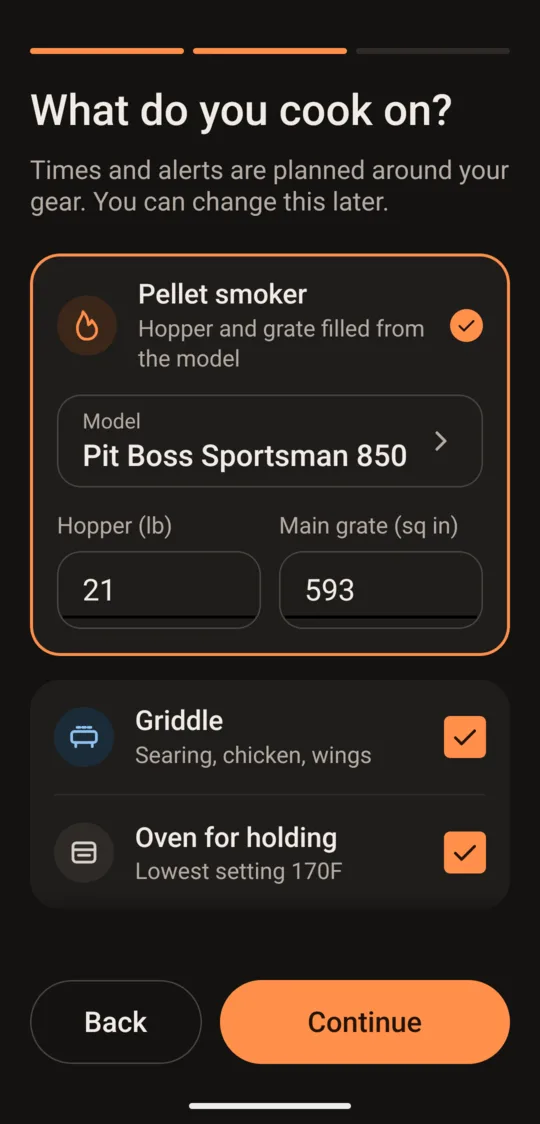 What do you cook on?
Times and alerts are planned around your
gear. You can change this later.
Pellet smoker
Hopper and grate filled from
the model
Model
Pit Boss Sportsman 850
Hopper (lb)
Main grate (sq in)
21
593
Griddle
Searing, chicken, wings
Oven for holding
Lowest setting 170F
Back
Continue